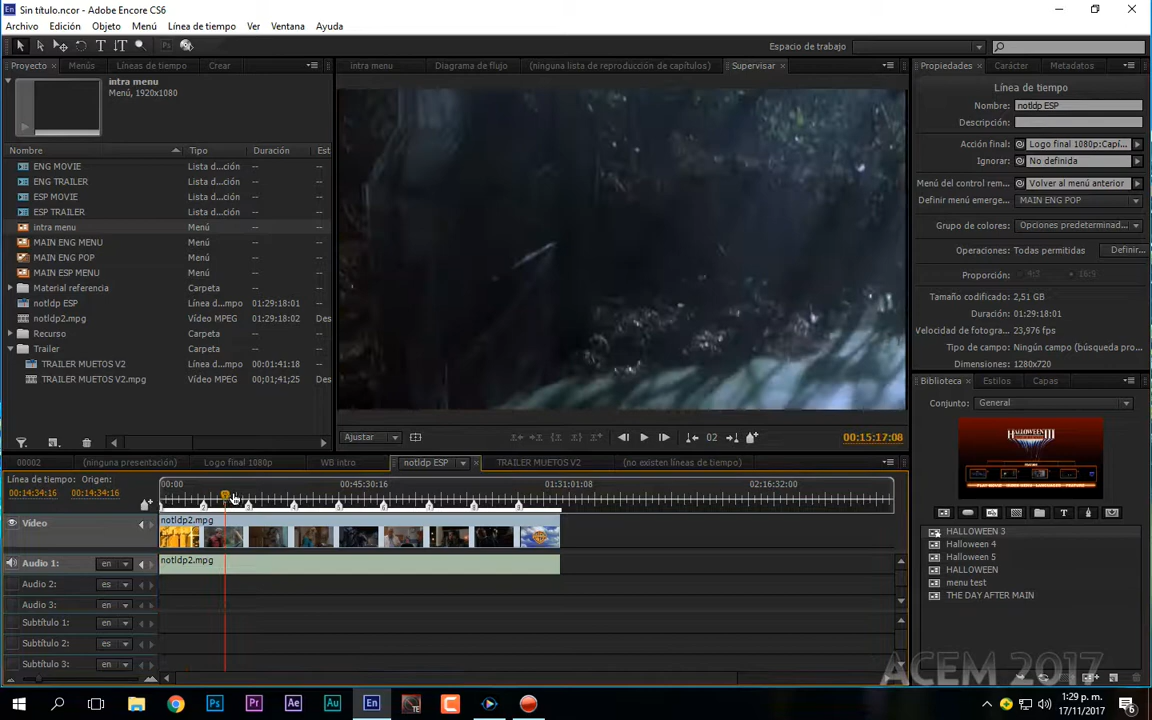 Sin título.ncor - Adobe Encore CS6
Archivo Edición Objeto Menú Línea de tiempo Ver Ventana Ayuda
Espacio de trabajo
Proyecto Menús Líneas de tiempo Crear
intra menu Diagrama de flujo (ninguna lista de reproducción de capítulos) Supervisar
Propiedades Carácter Metadatos
intra menu
Menú, 1920x1080
Línea de tiempo
Nombre: notldp ESP
Descripción:
Acción final: Logo final 1080p:Capí...
Ignorar: No definida
Menú del control rem... Volver al menú anterior
Definir menú emerge... MAIN ENG POP
Grupo de colores: Opciones predeterminad...
Operaciones: Todas permitidas Definir...
Proporción: 4:3 16:9
Tamaño codificado: 2,51 GB
Duración: 01:29:18:01
Velocidad de fotogra... 23,976 fps
Tipo de campo: Ningún campo (búsqueda pro...
Dimensiones: 1280x720
Nombre Tipo Duración Est
ENG MOVIE Lista d...ción --
ENG TRAILER Lista d...ción --
ESP MOVIE Lista d...ción --
ESP TRAILER Lista d...ción --
intra menu Menú --
MAIN ENG MENU Menú --
MAIN ENG POP Menú --
MAIN ESP MENU Menú --
Material referencia Carpeta --
notldp ESP Línea d...mpo 01:29:18:01
notldp2.mpg Vídeo MPEG 01:29:18:02 Des
Recurso Carpeta --
Trailer Carpeta --
TRAILER MUETOS V2 Línea d...mpo 00:01:41:18
TRAILER MUETOS V2.mpg Vídeo MPEG 00;01;41;25 Des
Ajustar 02 00:15:17:08
Biblioteca Estilos Capas
Conjunto: General
HALLOWEEN III
HALLOWEEN 3
Halloween 4
Halloween 5
HALLOWEEN
menu test
THE DAY AFTER MAIN
00002 (ninguna presentación) Logo final 1080p WB intro notldp ESP TRAILER MUETOS V2 (no existen líneas de tiempo)
Línea de tiempo: Origen:
00:14:34:16 00:14:34:16
00:00 00:45:30:16 01:31:01:08 02:16:32:00
Vídeo notldp2.mpg
Audio 1: en notldp2.mpg
Audio 2: es
Audio 3: en
Subtítulo 1: en
Subtítulo 2: es
Subtítulo 3: en
ACEM 2017
Ps Pr Ae Au En TE
1:29 p. m.
17/11/2017
6